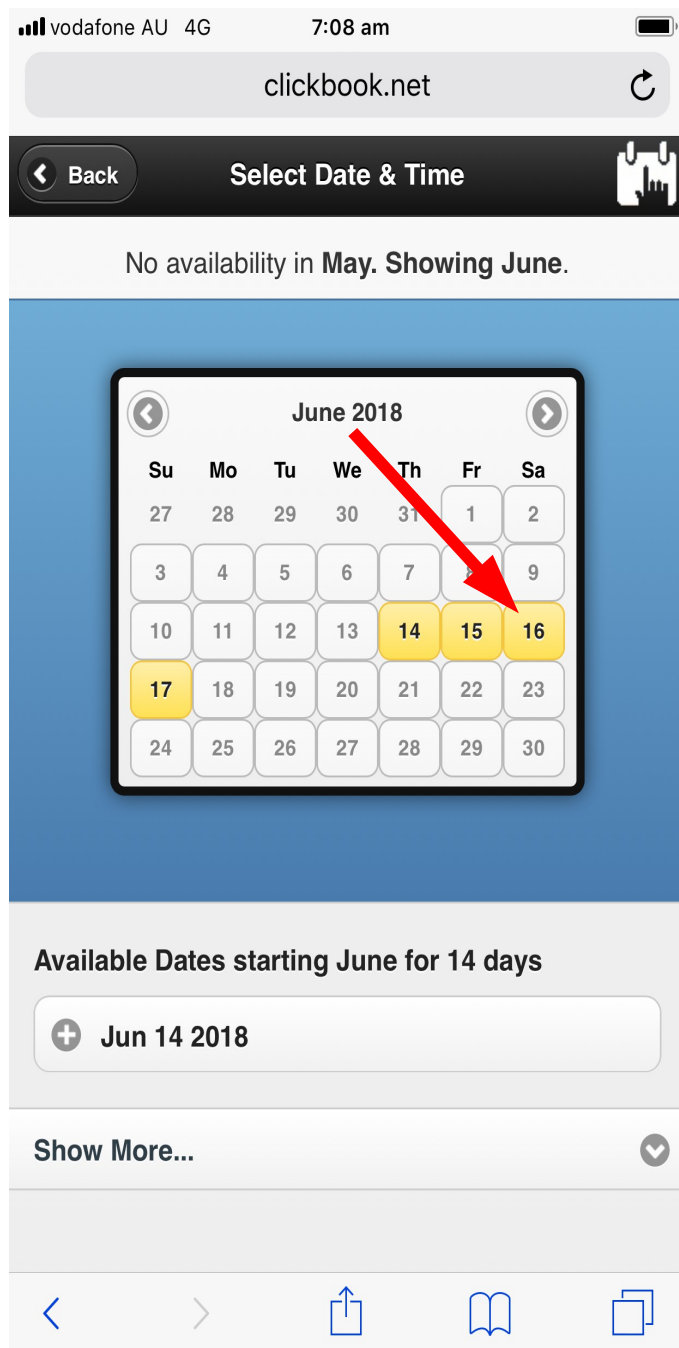 vodafone AU 4G 7:08 am
clickbook.net
Back Select Date & Time
No availability in May. Showing June.
June 2018
Su Mo Tu We Th Fr Sa
27 28 29 30 31 1 2
3 4 5 6 7 8 9
10 11 12 13 14 15 16
17 18 19 20 21 22 23
24 25 26 27 28 29 30
Available Dates starting June for 14 days
Jun 14 2018
Show More...